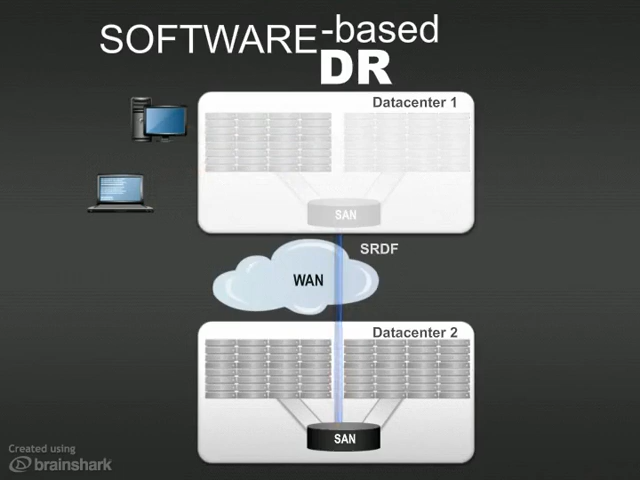 SOFTWARE-based
DR
Datacenter 1
SAN
SRDF
WAN
Datacenter 2
SAN
Created using
brainshark